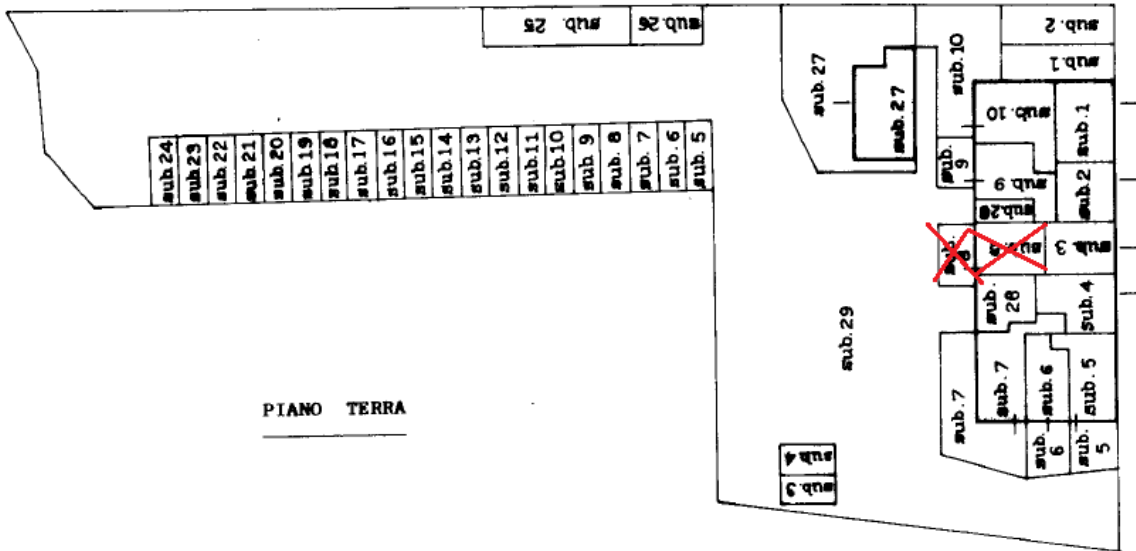 sub. 25
sub.26
sub. 2
sub.1
sub.27
sub.27
sub.10
sub.10
sub.1
sub.24
sub.23
sub.22
sub.21
sub.20
sub.19
sub.18
sub.17
sub.16
sub.15
sub.14
sub.13
sub.12
sub.11
sub.10
sub 9
sub. 8
sub. 7
sub. 6
sub. 5
sub.
9
sub. 9
sub.2
sub. 3
sub.
28
sub.4
sub.29
sub.7
sub.7
sub.6
sub.5
PIANO TERRA
sub.
6
sub.
5
sub.4
sub.3